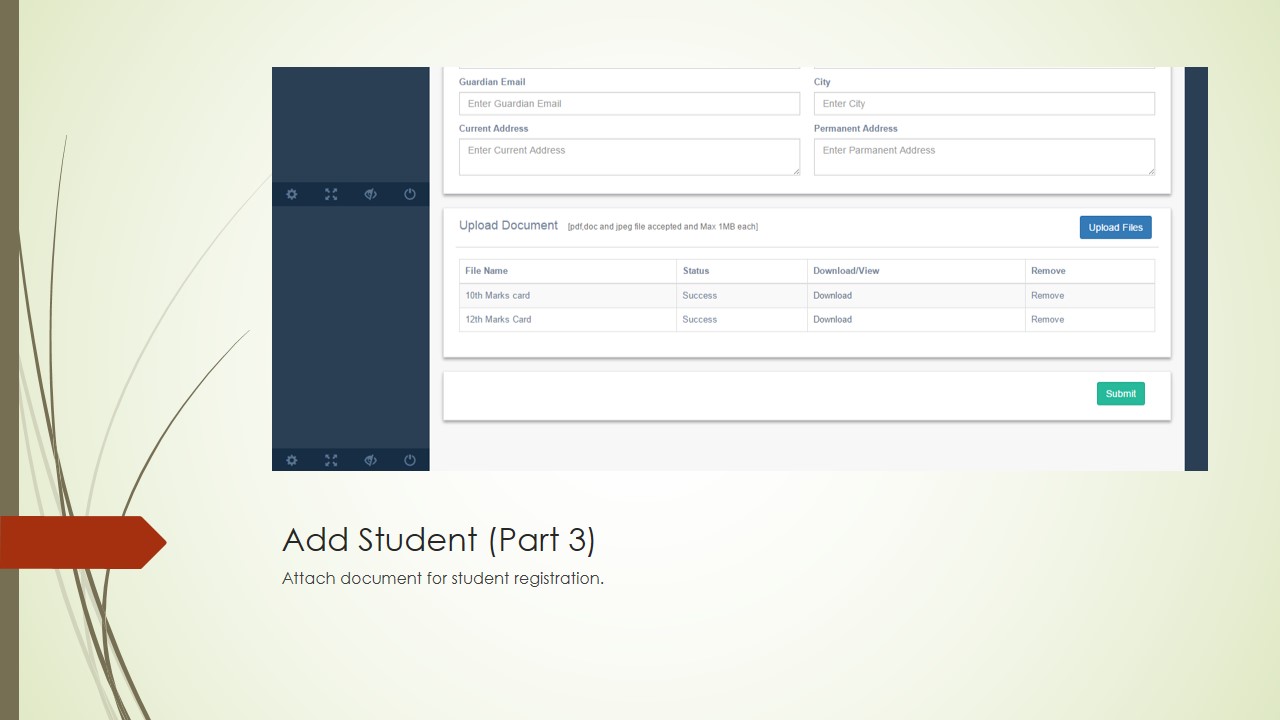 Guardian Email City
Enter Guardian Email Enter City
Current Address Permanent Address
Enter Current Address Enter Parmanent Address
Upload Document [pdf,doc and jpeg file accepted and Max 1MB each] Upload Files
File Name Status Download/View Remove
10th Marks card Success Download Remove
12th Marks Card Success Download Remove
Submit
Add Student (Part 3)
Attach document for student registration.